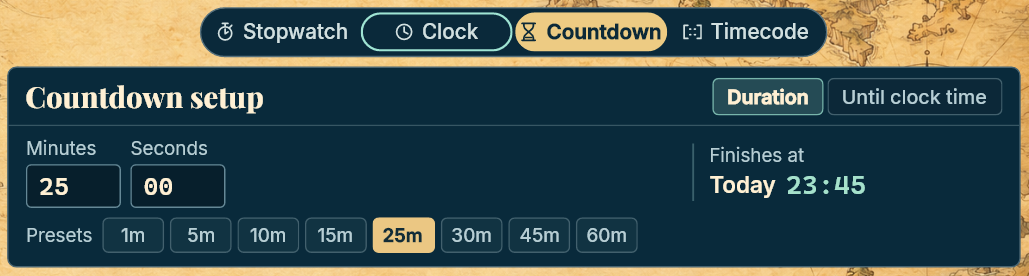 Stopwatch Clock Countdown Timecode
Countdown setup Duration Until clock time
Minutes Seconds
25 00
Finishes at
Today 23:45
Presets 1m 5m 10m 15m 25m 30m 45m 60m